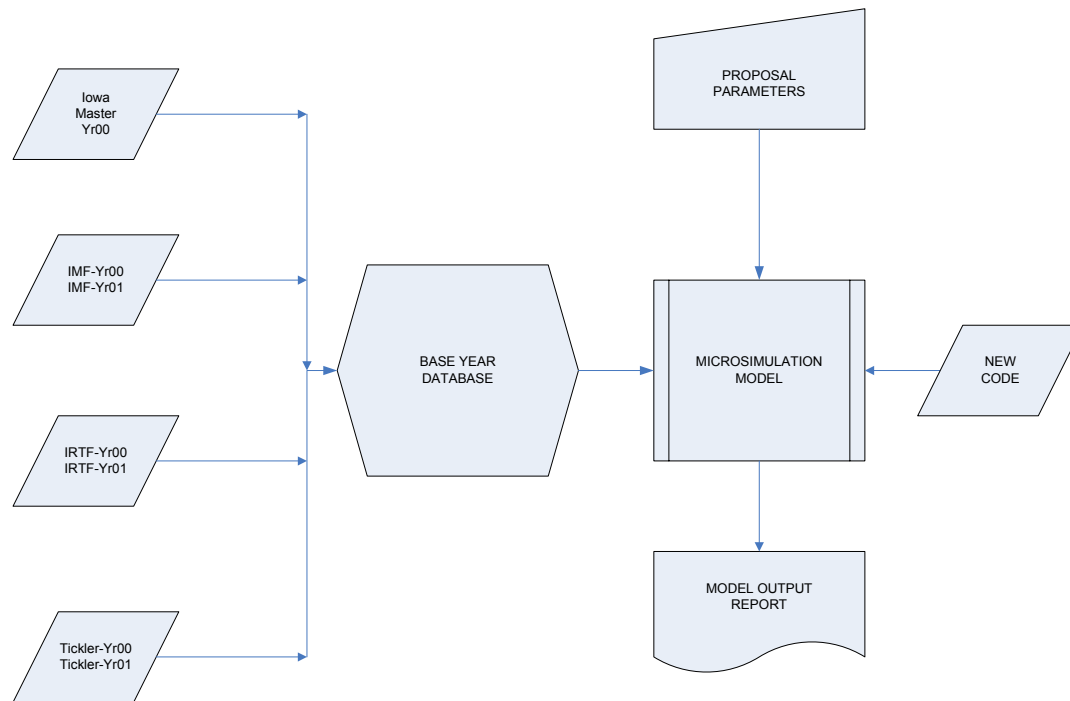 Iowa
Master
Yr00
IMF-Yr00
IMF-Yr01
IRTF-Yr00
IRTF-Yr01
Tickler-Yr00
Tickler-Yr01
BASE YEAR
DATABASE
PROPOSAL
PARAMETERS
MICROSIMULATION
MODEL
NEW
CODE
MODEL OUTPUT
REPORT